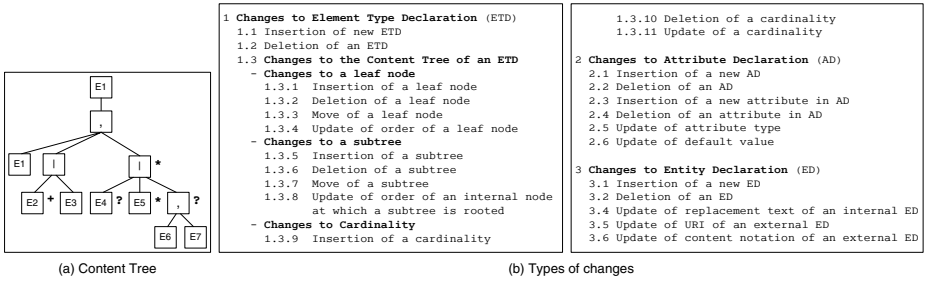 E1
,
E1
|
|
*
E2
+
E3
E4
?
E5
*
,
?
E6
E7
(a) Content Tree
1 Changes to Element Type Declaration (ETD)
1.1 Insertion of new ETD
1.2 Deletion of an ETD
1.3 Changes to the Content Tree of an ETD
- Changes to a leaf node
1.3.1 Insertion of a leaf node
1.3.2 Deletion of a leaf node
1.3.3 Move of a leaf node
1.3.4 Update of order of a leaf node
- Changes to a subtree
1.3.5 Insertion of a subtree
1.3.6 Deletion of a subtree
1.3.7 Move of a subtree
1.3.8 Update of order of an internal node
at which a subtree is rooted
- Changes to Cardinality
1.3.9 Insertion of a cardinality
1.3.10 Deletion of a cardinality
1.3.11 Update of a cardinality
2 Changes to Attribute Declaration (AD)
2.1 Insertion of a new AD
2.2 Deletion of an AD
2.3 Insertion of a new attribute in AD
2.4 Deletion of an attribute in AD
2.5 Update of attribute type
2.6 Update of default value
3 Changes to Entity Declaration (ED)
3.1 Insertion of a new ED
3.2 Deletion of an ED
3.4 Update of replacement text of an internal ED
3.5 Update of URI of an external ED
3.6 Update of content notation of an external ED
(b) Types of changes